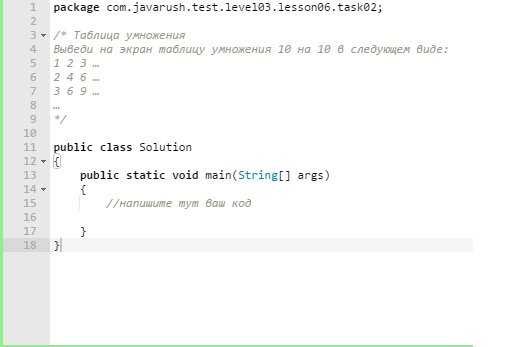 1 package com.javarush.test.level03.lesson06.task02;
2
3 /* Таблица умножения
4 Выведи на экран таблицу умножения 10 на 10 в следующем виде:
5 1 2 3 …
6 2 4 6 …
7 3 6 9 …
8 …
9 */
10
11 public class Solution
12 {
13     public static void main(String[] args)
14     {
15         //напишите тут ваш код
16
17     }
18 }